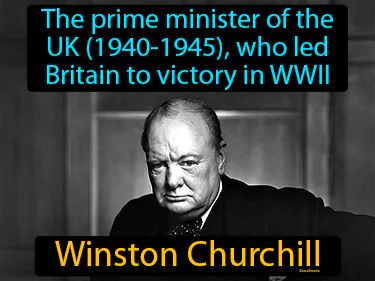 The prime minister of the
UK (1940-1945), who led
Britain to victory in WWII
Winston Churchill